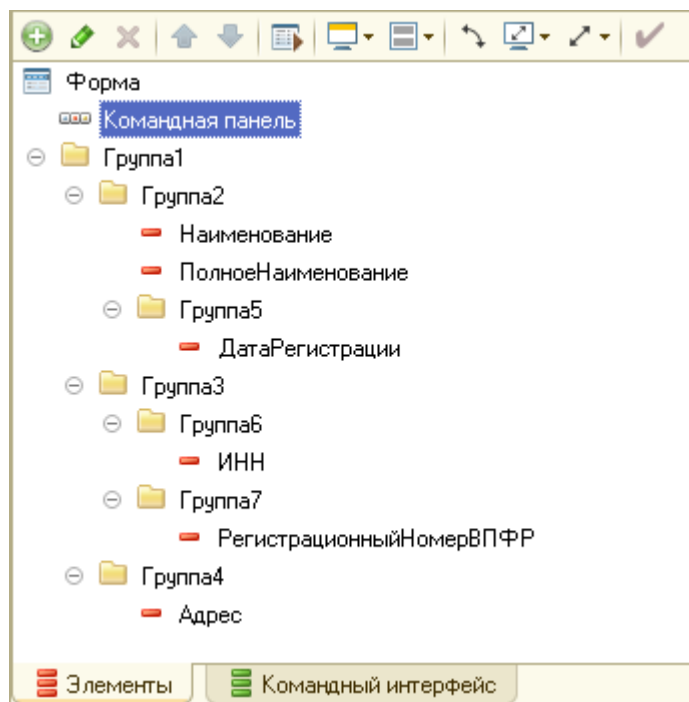 Форма
Командная панель
Группа1
Группа2
Наименование
ПолноеНаименование
Группа5
ДатаРегистрации
Группа3
Группа6
ИНН
Группа7
РегистрационныйНомерВПФР
Группа4
Адрес
Элементы
Командный интерфейс